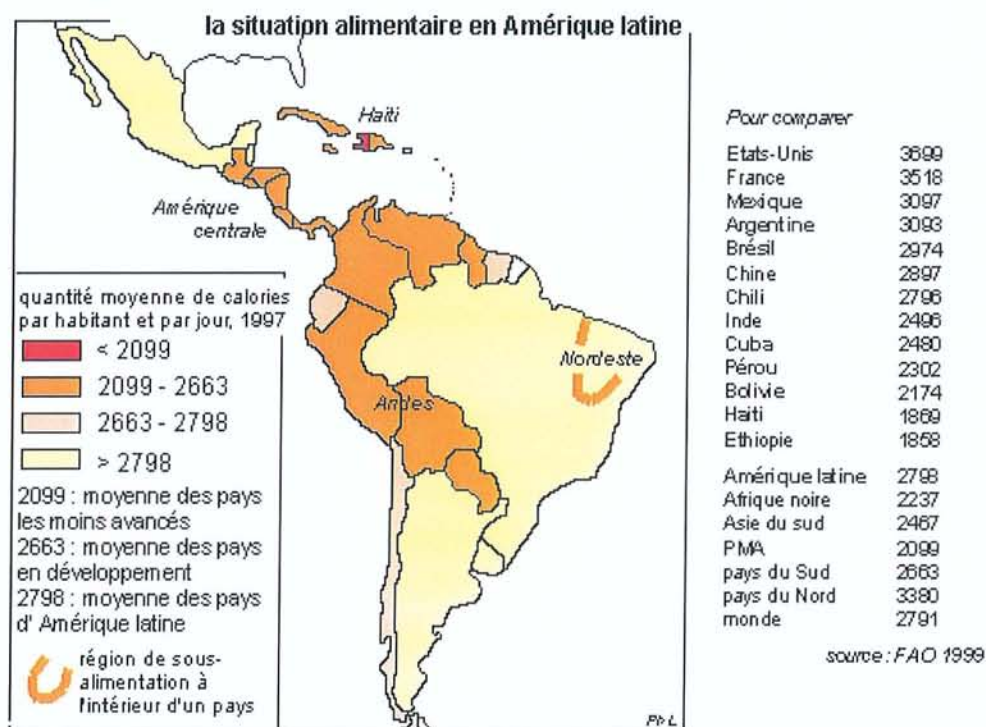 la situation alimentaire en Amérique latine
Haïti
Amérique
centrale
Nordeste
Andes
quantité moyenne de calories
par habitant et par jour, 1997
< 2099
2099 - 2663
2663 - 2798
> 2798
2099 : moyenne des pays
les moins avancés
2663 : moyenne des pays
en développement
2798 : moyenne des pays
d' Amérique latine
région de sous-
alimentation à
l'intérieur d'un pays
Ph L
Pour comparer
Etats-Unis 3699
France 3518
Mexique 3097
Argentine 3093
Brésil 2974
Chine 2897
Chili 2796
Inde 2496
Cuba 2480
Pérou 2302
Bolivie 2174
Haiti 1869
Ethiopie 1858
Amérique latine 2798
Afrique noire 2237
Asie du sud 2467
PMA 2099
pays du Sud 2663
pays du Nord 3380
monde 2791
source : FAO 1999